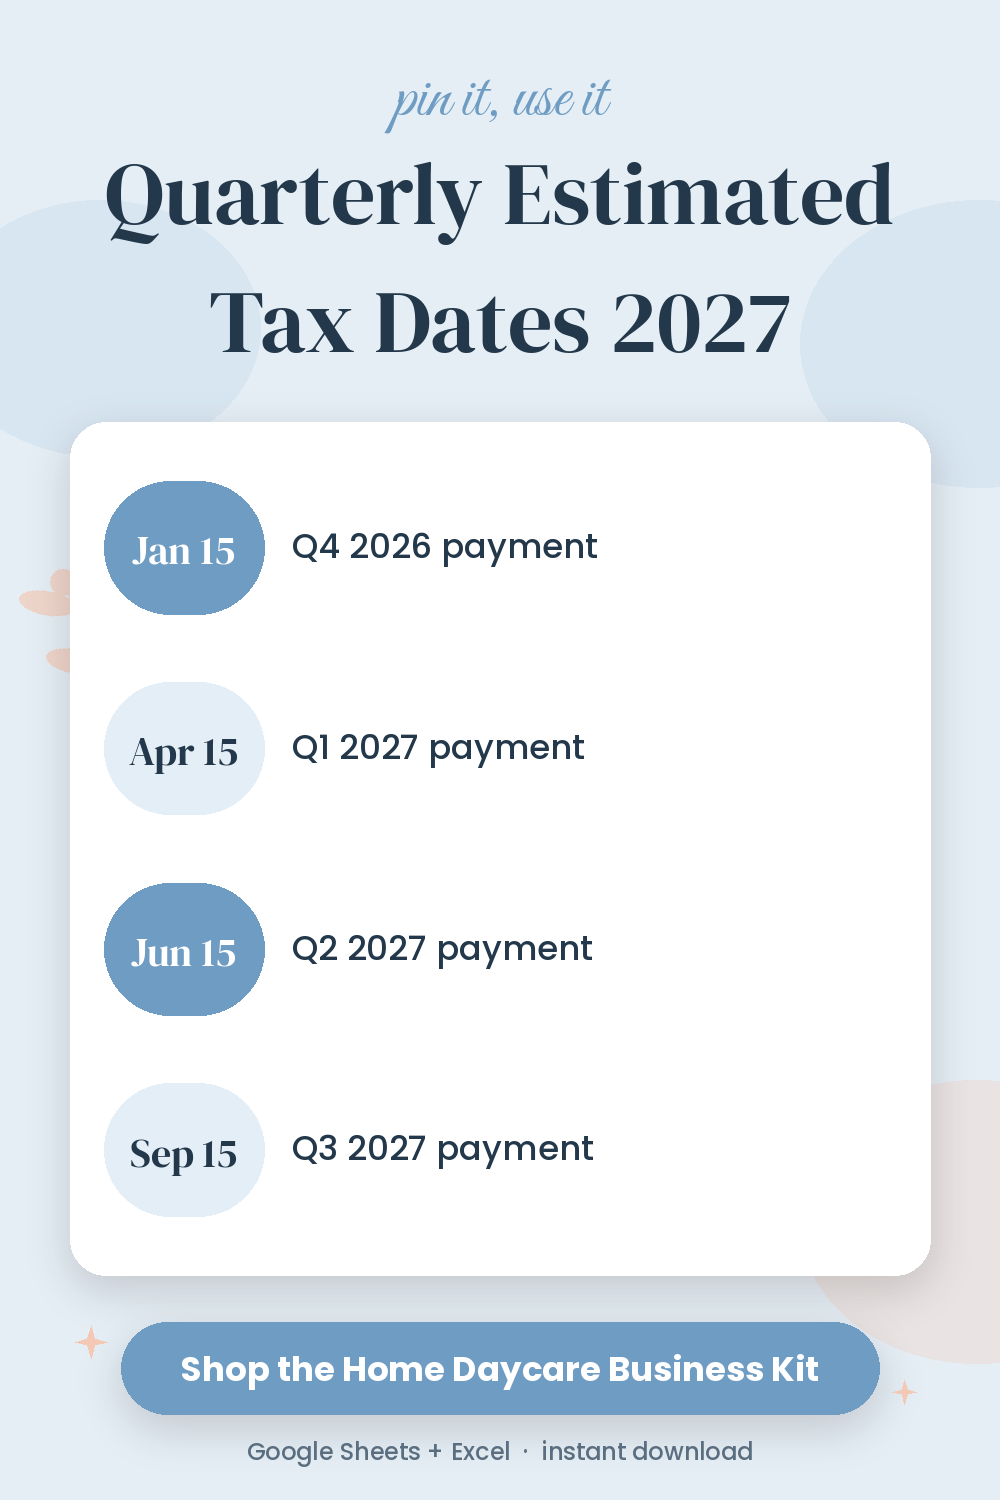 pin it, use it
Quarterly Estimated
Tax Dates 2027
Jan 15 Q4 2026 payment
Apr 15 Q1 2027 payment
Jun 15 Q2 2027 payment
Sep 15 Q3 2027 payment
Shop the Home Daycare Business Kit
Google Sheets + Excel · instant download